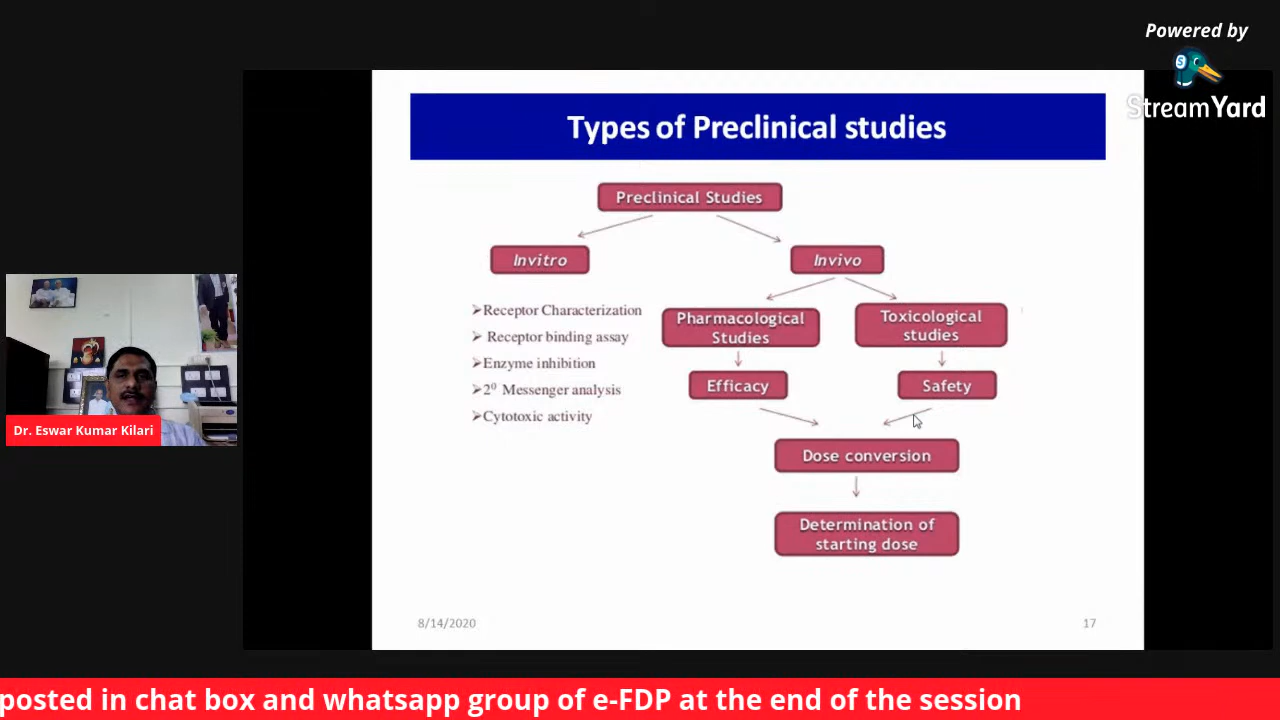 Powered by
StreamYard
Types of Preclinical studies
Preclinical Studies
Invitro
Invivo
➢Receptor Characterization
➢ Receptor binding assay
➢Enzyme inhibition
➢2⁰ Messenger analysis
➢Cytotoxic activity
Pharmacological
Studies
Toxicological
studies
Efficacy
Safety
Dose conversion
Determination of
starting dose
8/14/2020
17
Dr. Eswar Kumar Kilari
posted in chat box and whatsapp group of e-FDP at the end of the session